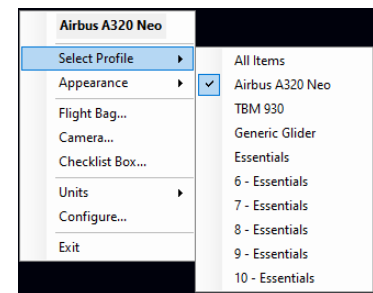 Airbus A320 Neo
Select Profile
Appearance
Flight Bag...
Camera...
Checklist Box...
Units
Configure...
Exit
All Items
Airbus A320 Neo
TBM 930
Generic Glider
Essentials
6 - Essentials
7 - Essentials
8 - Essentials
9 - Essentials
10 - Essentials